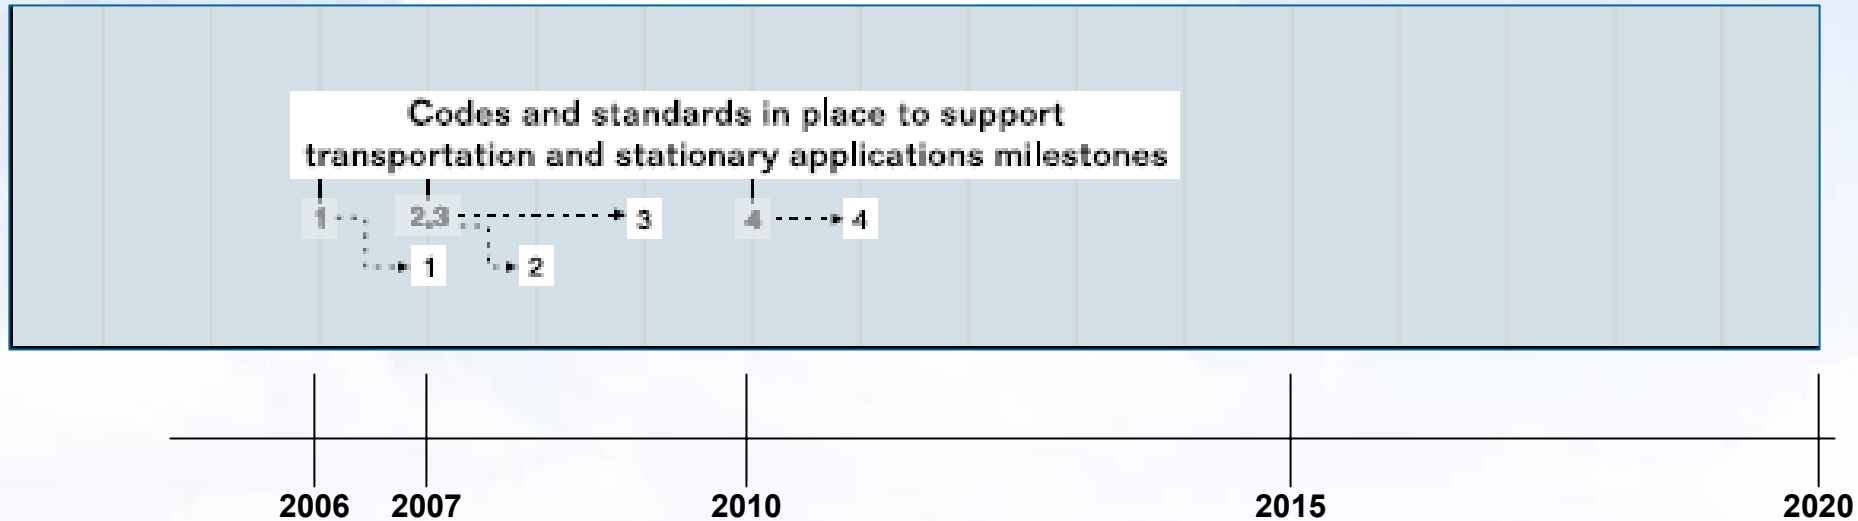 Codes and standards in place to support
transportation and stationary applications milestones
1 2,3 3 4 4
1 2
2006 2007 2010 2015 2020